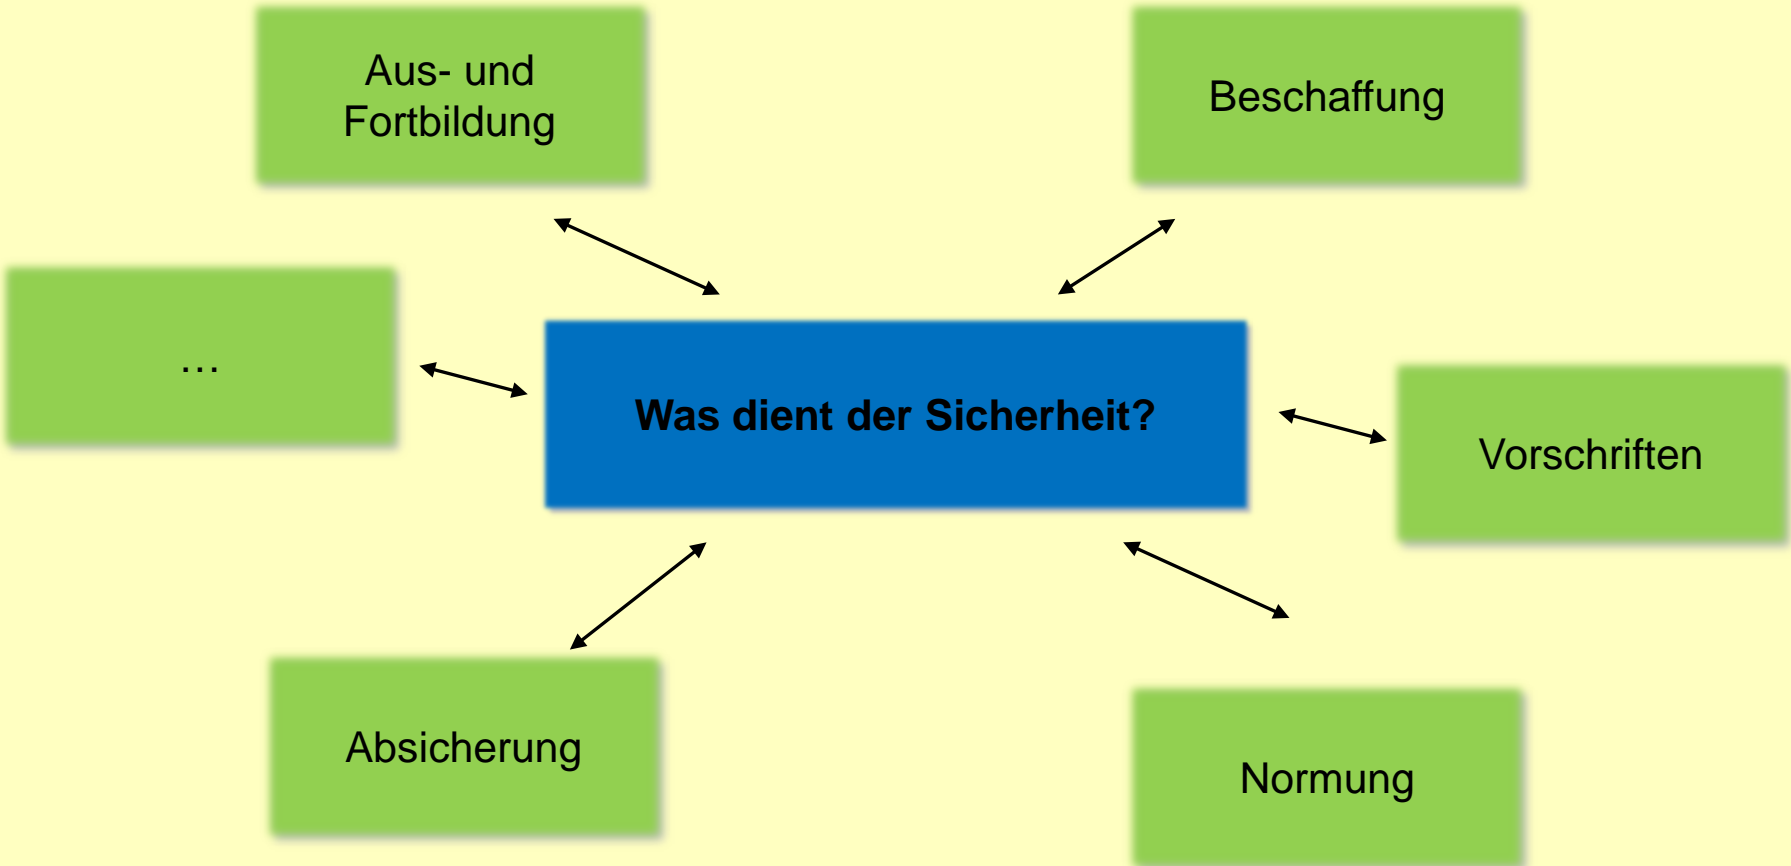 Aus- und
Fortbildung
Beschaffung
…
Was dient der Sicherheit?
Vorschriften
Absicherung
Normung